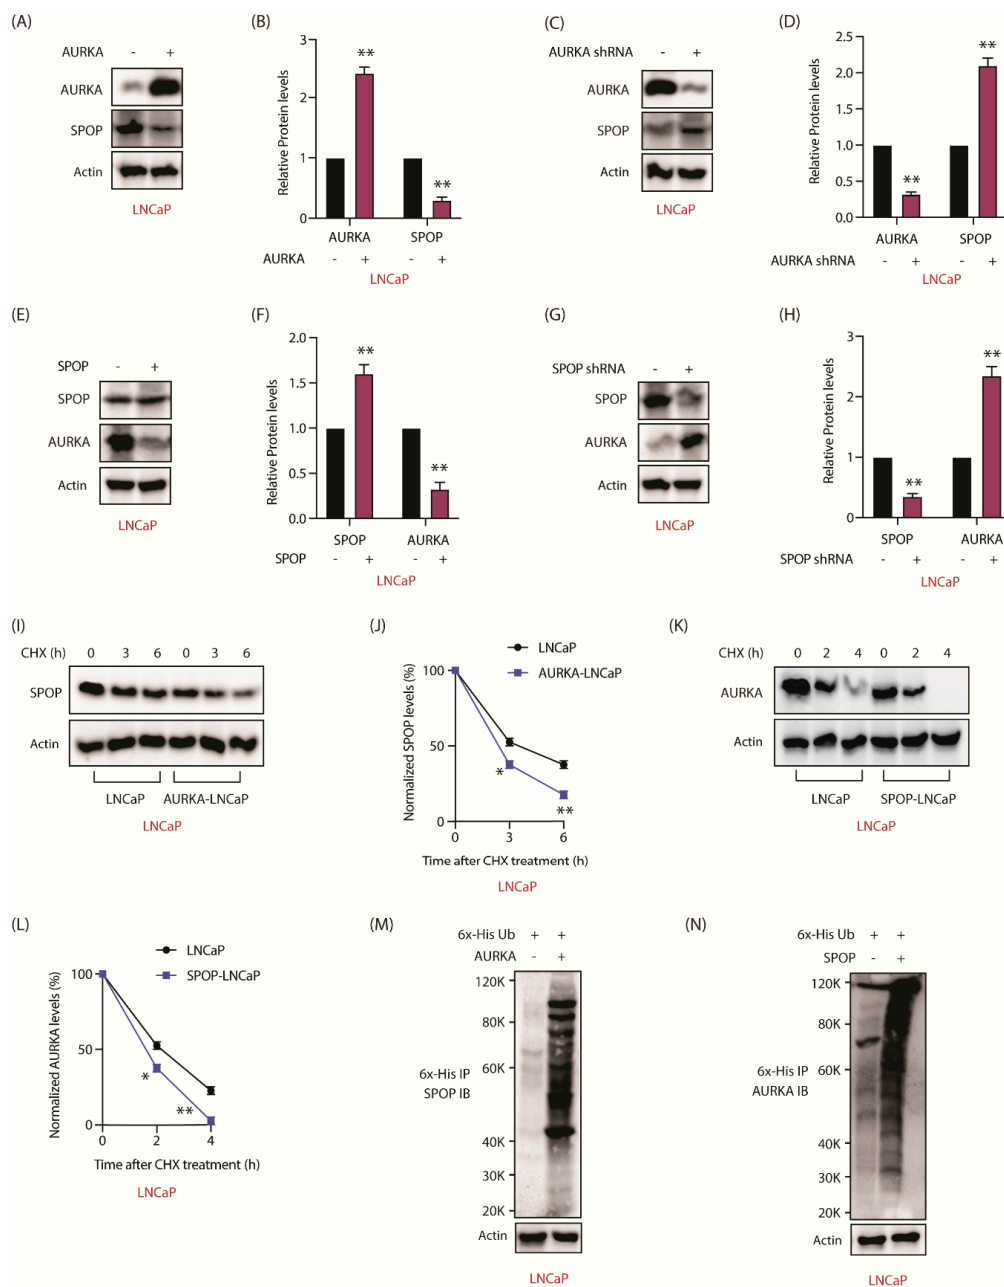 (A)
AURKA - +
AURKA
SPOP
Actin
LNCaP
(B)
Relative Protein levels
3
2
1
0
**
**
AURKA SPOP
AURKA - + - +
LNCaP
(C)
AURKA shRNA - +
AURKA
SPOP
Actin
LNCaP
(D)
Relative Protein levels
2.5
2.0
1.5
1.0
0.5
0.0
**
**
AURKA SPOP
AURKA shRNA - + - +
LNCaP
(E)
SPOP - +
SPOP
AURKA
Actin
LNCaP
(F)
Relative Protein levels
2.0
1.5
1.0
0.5
0.0
**
**
SPOP AURKA
SPOP - + - +
LNCaP
(G)
SPOP shRNA - +
SPOP
AURKA
Actin
LNCaP
(H)
Relative Protein levels
3
2
1
0
**
**
SPOP AURKA
SPOP shRNA - + - +
LNCaP
(I)
CHX (h) 0 3 6 0 3 6
SPOP
Actin
LNCaP AURKA-LNCaP
LNCaP
(J)
LNCaP
AURKA-LNCaP
Normalized SPOP levels (%)
100
50
0
*
**
0 3 6
Time after CHX treatment (h)
LNCaP
(K)
CHX (h) 0 2 4 0 2 4
AURKA
Actin
LNCaP SPOP-LNCaP
LNCaP
(L)
LNCaP
SPOP-LNCaP
Normalized AURKA levels (%)
100
50
0
*
**
0 2 4
Time after CHX treatment (h)
LNCaP
(M)
6x-His Ub + +
AURKA - +
120K
80K
60K
40K
30K
20K
6x-His IP
SPOP IB
Actin
LNCaP
(N)
6x-His Ub + +
SPOP - +
120K
80K
60K
40K
30K
20K
6x-His IP
AURKA IB
Actin
LNCaP